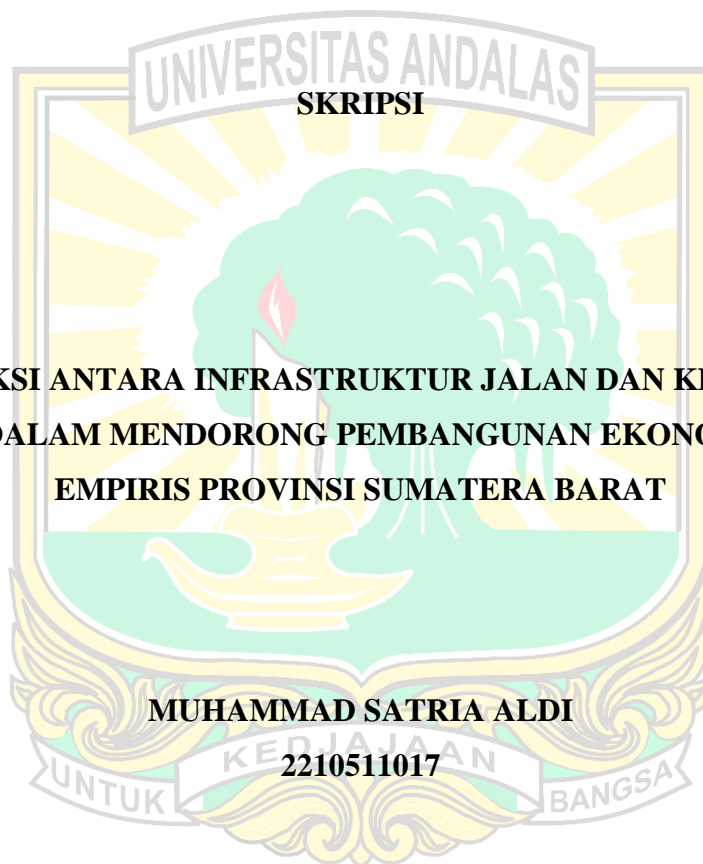 UNIVERSITAS ANDALAS
SKRIPSI
KSI ANTARA INFRASTRUKTUR JALAN DAN
DALAM MENDORONG PEMBANGUNAN
EMPIRIS PROVINSI SUMATERA BARAT
MUHAMMAD SATRIA ALDI
2210511017
UNTUK KEDJAJAAN BANGSA